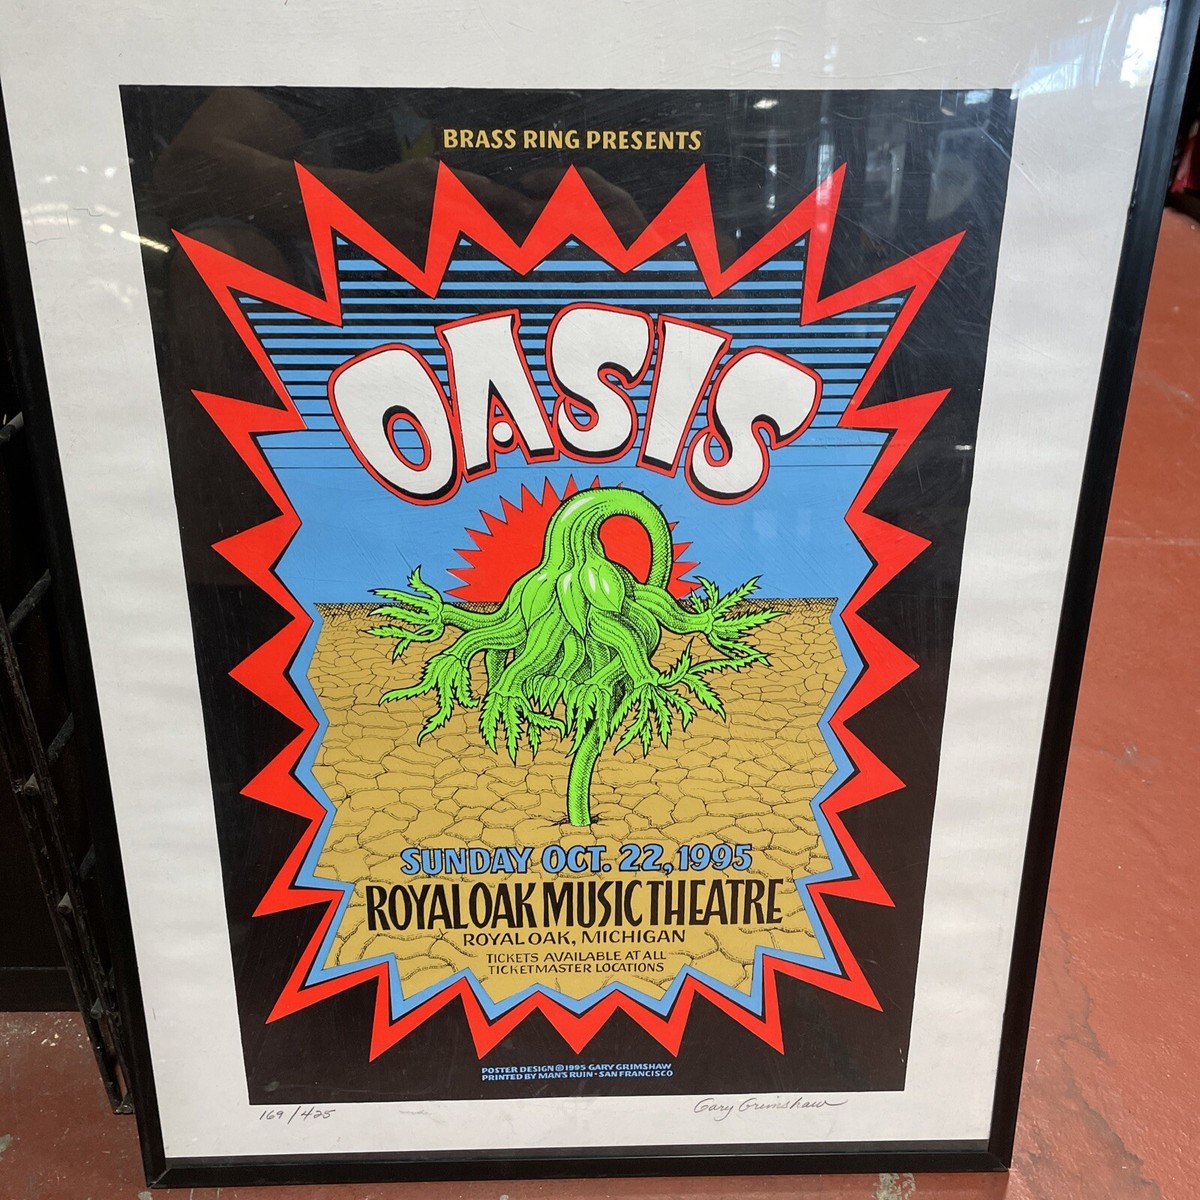 BRASS RING PRESENTS
OASIS
SUNDAY OCT. 22, 1995
ROYAL OAK MUSIC THEATRE
ROYAL OAK, MICHIGAN
TICKETS AVAILABLE AT ALL
TICKETMASTER LOCATIONS
POSTER DESIGN © 1995 GARY GRIMSHAW
PRINTED BY MAN'S RUIN • SAN FRANCISCO
169/425 Gary Grimshaw